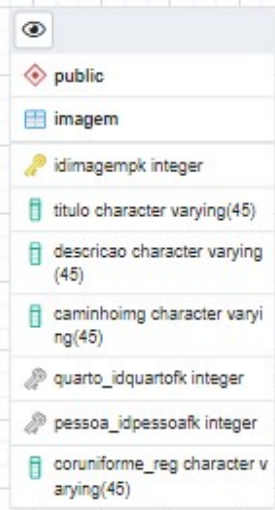 public
imagem
idimagempk integer
titulo character varying(45)
descricao character varying
(45)
caminhoimg character varyi
ng(45)
quarto_idquartofk integer
pessoa_idpessoafk integer
coruniforme_reg character v
arying(45)